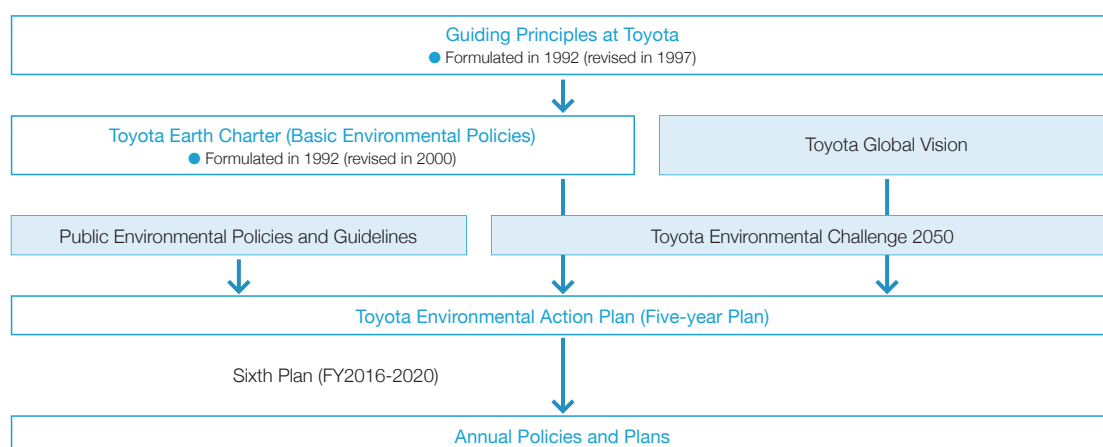 Guiding Principles at Toyota
● Formulated in 1992 (revised in 1997)
Toyota Earth Charter (Basic Environmental Policies)
● Formulated in 1992 (revised in 2000)
Toyota Global Vision
Public Environmental Policies and Guidelines
Toyota Environmental Challenge 2050
Toyota Environmental Action Plan (Five-year Plan)
Sixth Plan (FY2016-2020)
Annual Policies and Plans